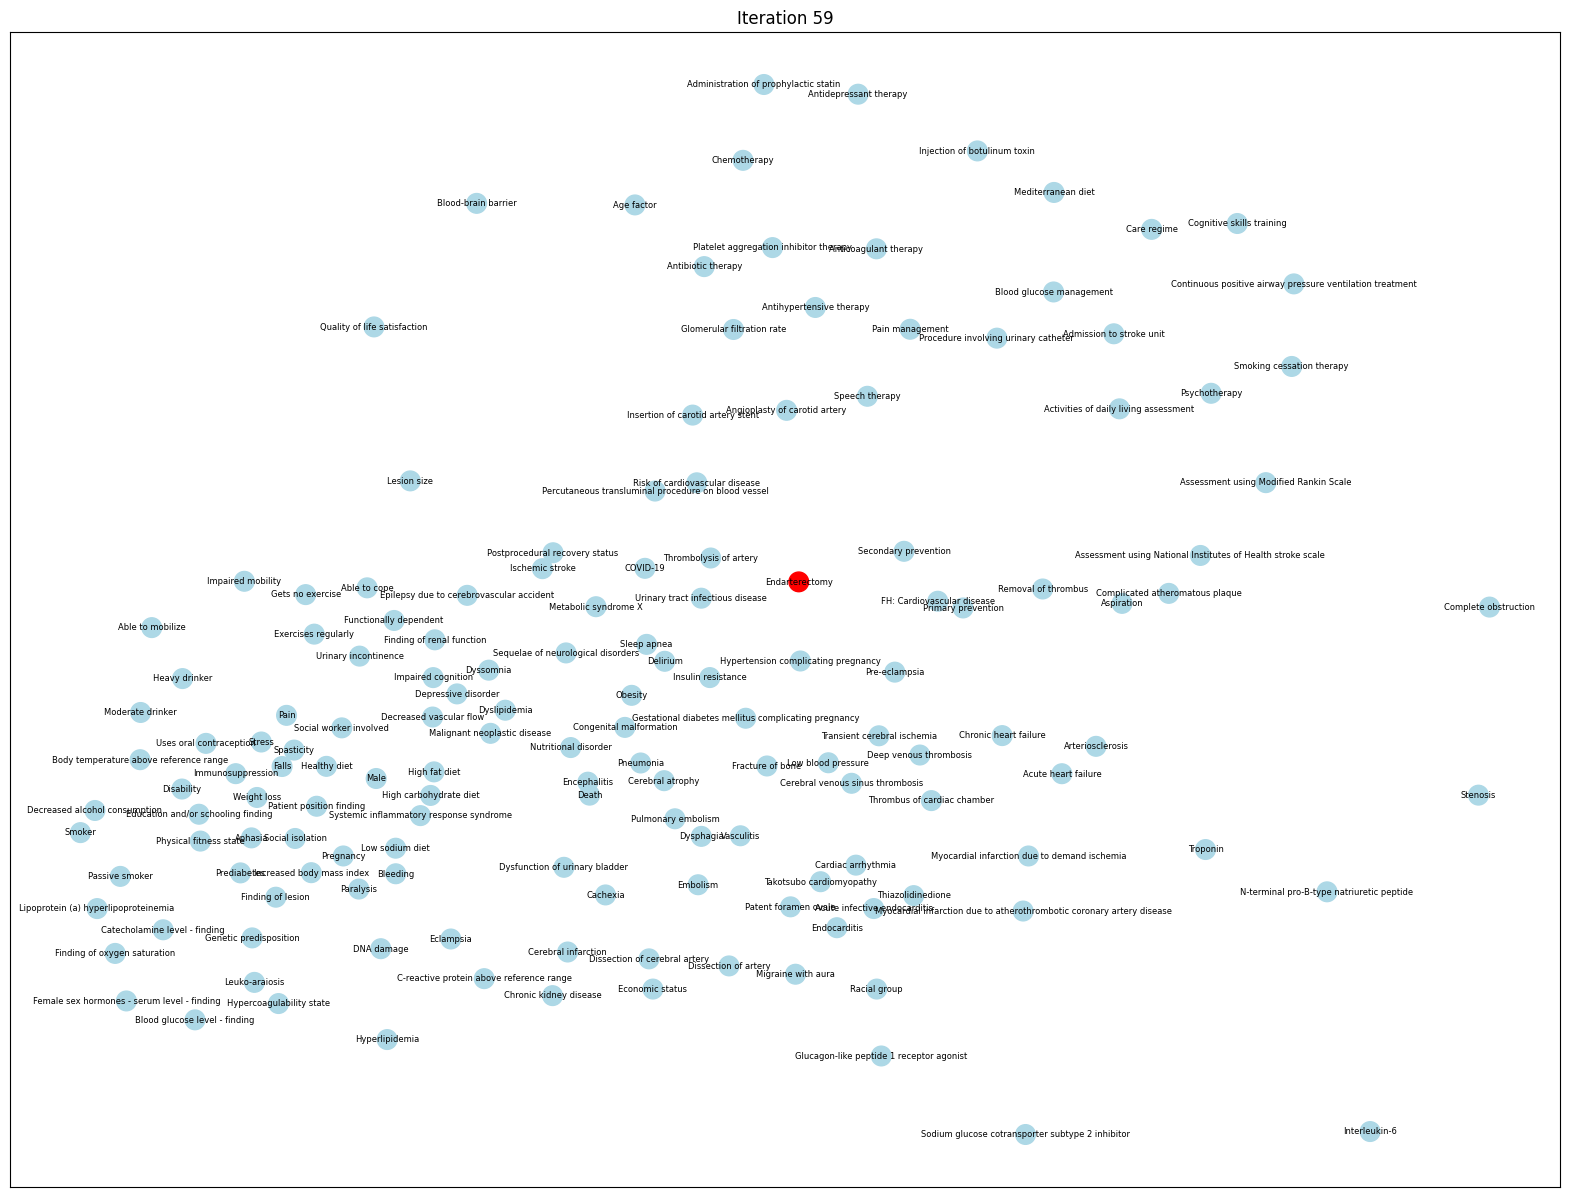 Iteration 59
Administration of prophylactic statin
Antidepressant therapy
Injection of botulinum toxin
Chemotherapy
Mediterranean diet
Blood-brain barrier
Age factor
Cognitive skills training
Care regime
Platelet aggregation inhibitor therapy
Anticoagulant therapy
Antibiotic therapy
Continuous positive airway pressure ventilation treatment
Blood glucose management
Antihypertensive therapy
Quality of life satisfaction
Glomerular filtration rate
Pain management
Procedure involving urinary catheter
Admission to stroke unit
Smoking cessation therapy
Psychotherapy
Speech therapy
Activities of daily living assessment
Angioplasty of carotid artery
Insertion of carotid artery stent
Lesion size
Risk of cardiovascular disease
Assessment using Modified Rankin Scale
Percutaneous transluminal procedure on blood vessel
Postprocedural recovery status
Secondary prevention
Assessment using National Institutes of Health stroke scale
Thrombolysis of artery
Ischemic stroke
COVID-19
Impaired mobility
Endarterectomy
Able to cope
Removal of thrombus
Gets no exercise
Epilepsy due to cerebrovascular accident
Complicated atheromatous plaque
Urinary tract infectious disease
FH: Cardiovascular disease
Aspiration
Metabolic syndrome X
Primary prevention
Complete obstruction
Functionally dependent
Able to mobilize
Exercises regularly
Finding of renal function
Sleep apnea
Urinary incontinence
Sequelae of neurological disorders
Delirium
Hypertension complicating pregnancy
Dyssomnia
Pre-eclampsia
Heavy drinker
Impaired cognition
Insulin resistance
Depressive disorder
Obesity
Moderate drinker
Dyslipidemia
Pain
Decreased vascular flow
Gestational diabetes mellitus complicating pregnancy
Social worker involved
Congenital malformation
Malignant neoplastic disease
Transient cerebral ischemia
Chronic heart failure
Uses oral contraception
Stress
Arteriosclerosis
Spasticity
Nutritional disorder
Deep venous thrombosis
Body temperature above reference range
Pneumonia
Low blood pressure
Falls
Healthy diet
Fracture of bone
Immunosuppression
High fat diet
Acute heart failure
Male
Cerebral atrophy
Encephalitis
Cerebral venous sinus thrombosis
Disability
Weight loss
High carbohydrate diet
Death
Stenosis
Thrombus of cardiac chamber
Patient position finding
Decreased alcohol consumption
Education and/or schooling finding
Systemic inflammatory response syndrome
Pulmonary embolism
Smoker
Dysphagia
Vasculitis
Aphasia
Social isolation
Physical fitness state
Low sodium diet
Troponin
Pregnancy
Myocardial infarction due to demand ischemia
Cardiac arrhythmia
Dysfunction of urinary bladder
Prediabetes
Increased body mass index
Bleeding
Passive smoker
Takotsubo cardiomyopathy
Embolism
Paralysis
N-terminal pro-B-type natriuretic peptide
Cachexia
Thiazolidinedione
Finding of lesion
Patent foramen ovale
Acute infective endocarditis
Lipoprotein (a) hyperlipoproteinemia
Myocardial infarction due to atherothrombotic coronary artery disease
Endocarditis
Catecholamine level - finding
Genetic predisposition
Eclampsia
DNA damage
Cerebral infarction
Finding of oxygen saturation
Dissection of cerebral artery
Dissection of artery
Migraine with aura
C-reactive protein above reference range
Leuko-araiosis
Economic status
Racial group
Chronic kidney disease
Female sex hormones - serum level - finding
Hypercoagulability state
Blood glucose level - finding
Hyperlipidemia
Glucagon-like peptide 1 receptor agonist
Interleukin-6
Sodium glucose cotransporter subtype 2 inhibitor